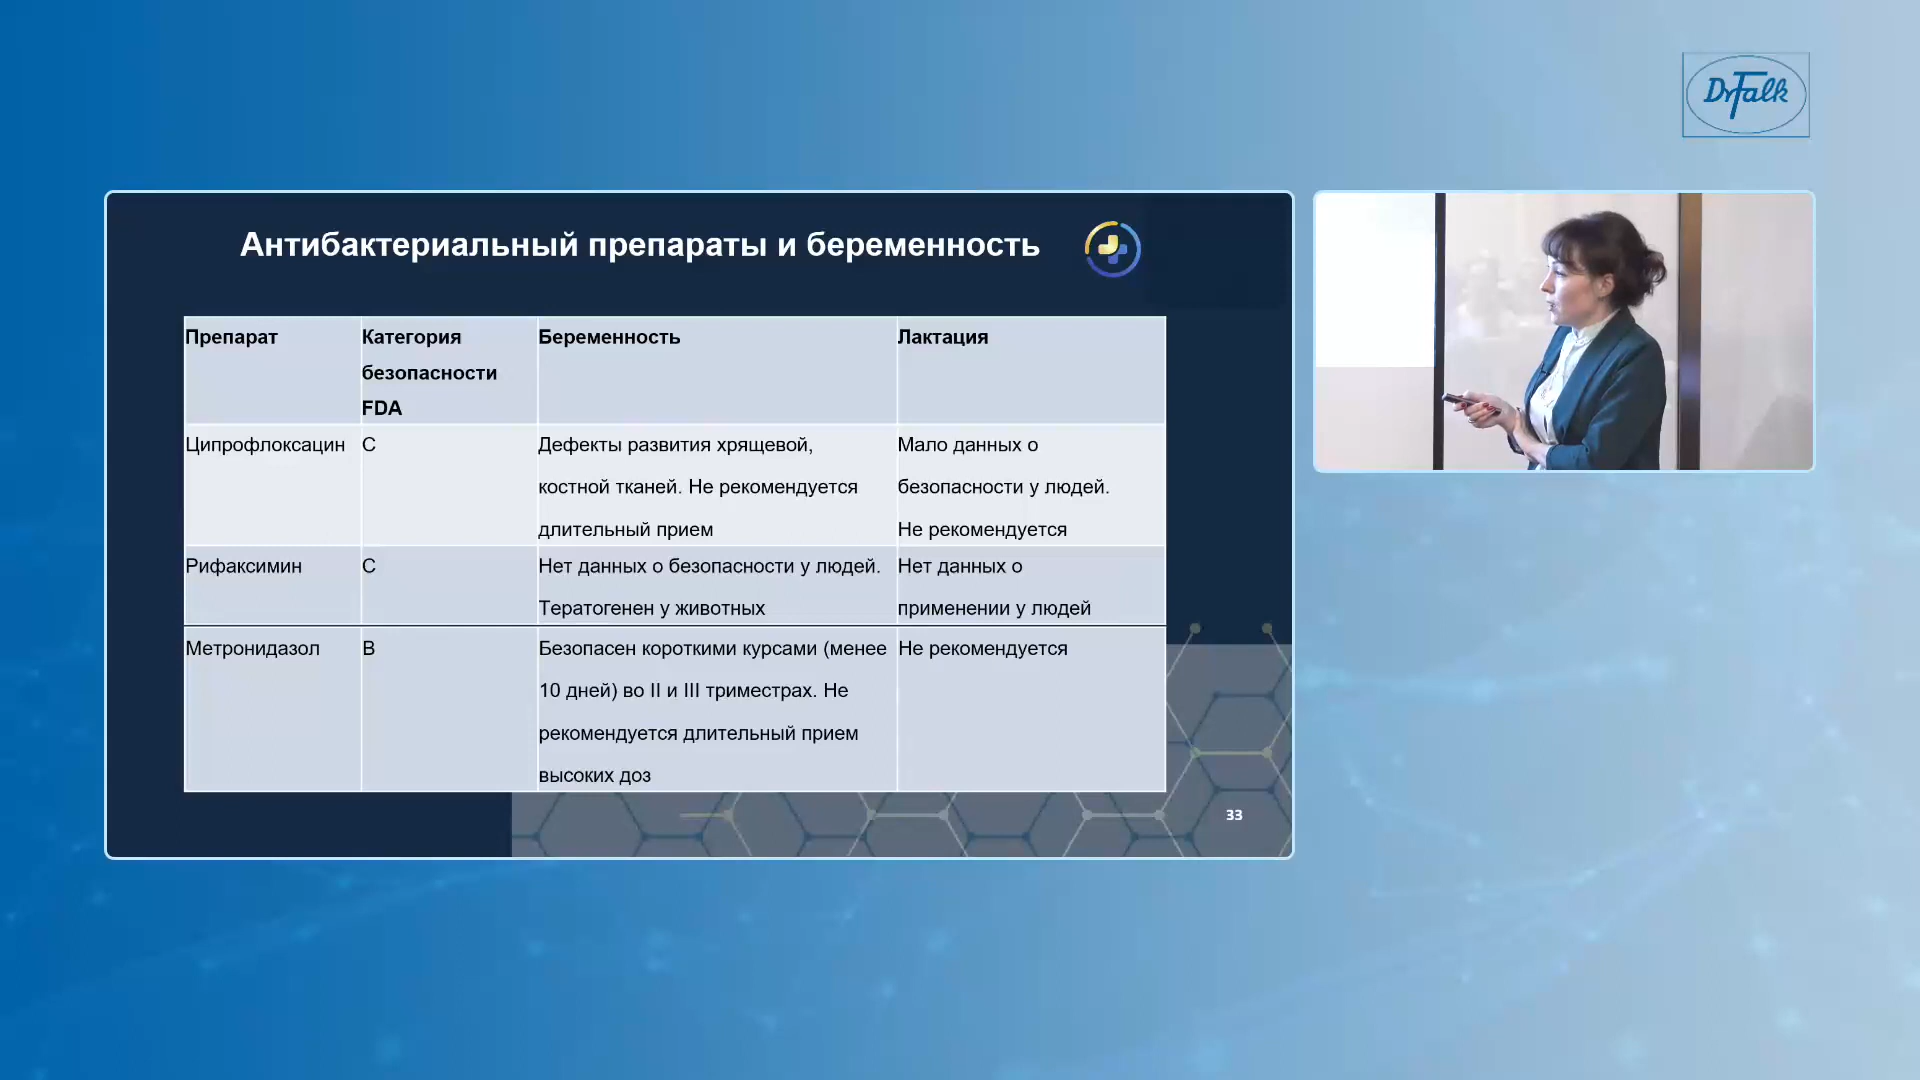 Dr Falk
Антибактериальный препараты и беременность
Препарат
Категория
безопасности
FDA
Беременность
Лактация
Ципрофлоксацин
C
Дефекты развития хрящевой,
костной тканей. Не рекомендуется
длительный прием
Мало данных о
безопасности у людей.
Не рекомендуется
Рифаксимин
C
Нет данных о безопасности у людей.
Тератогенен у животных
Нет данных о
применении у людей
Метронидазол
B
Безопасен короткими курсами (менее
10 дней) во II и III триместрах. Не
рекомендуется длительный прием
высоких доз
Не рекомендуется
33